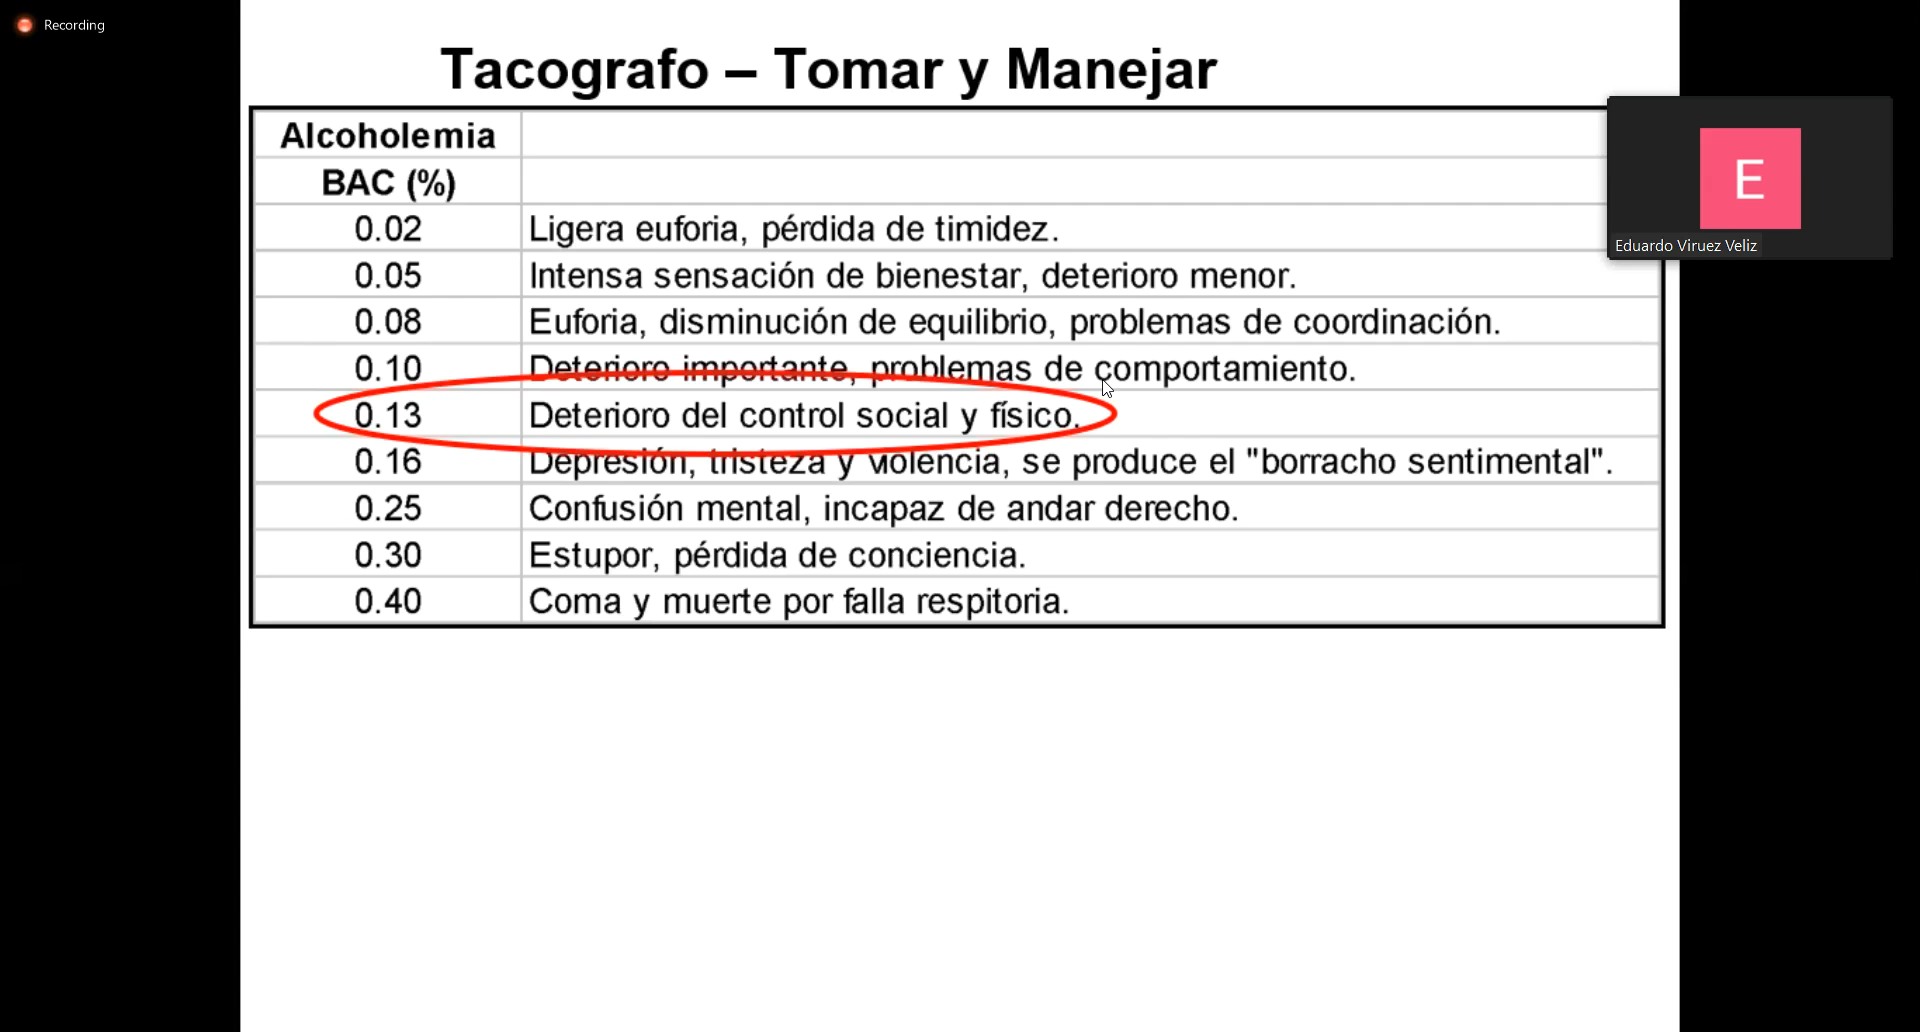 Recording
Tacografo – Tomar y Manejar
Alcoholemia
BAC (%)
0.02 Ligera euforia, pérdida de timidez.
0.05 Intensa sensación de bienestar, deterioro menor.
0.08 Euforia, disminución de equilibrio, problemas de coordinación.
0.10 Deterioro importante, problemas de comportamiento.
0.13 Deterioro del control social y físico.
0.16 Depresión, tristeza y violencia, se produce el "borracho sentimental".
0.25 Confusión mental, incapaz de andar derecho.
0.30 Estupor, pérdida de conciencia.
0.40 Coma y muerte por falla respitoria.
E
Eduardo Viruez Veliz